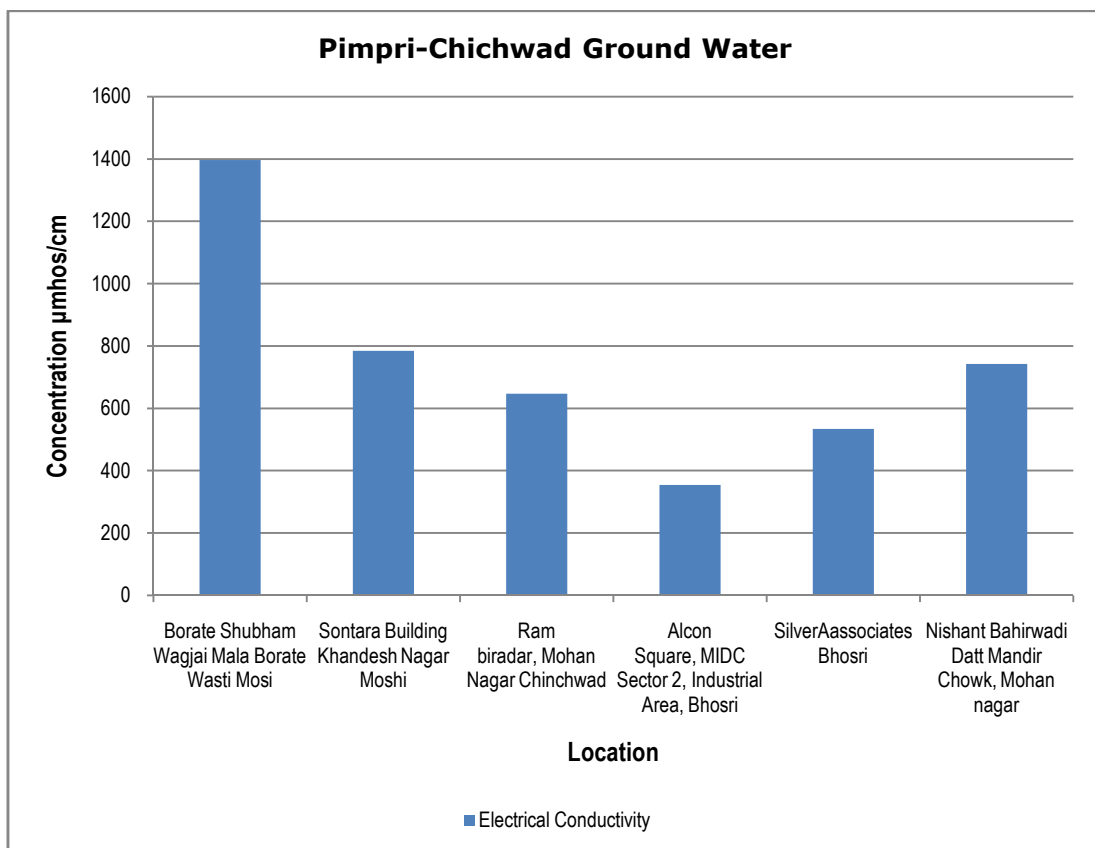 Pimpri-Chichwad Ground Water
1600
1400
1200
1000
800
600
400
200
0
Concentration µmhos/cm
Borate Shubham
Wagjai Mala Borate
Wasti Mosi
Sontara Building
Khandesh Nagar
Moshi
Ram
biradar, Mohan
Nagar Chinchwad
Alcon
Square, MIDC
Sector 2, Industrial
Area, Bhosri
SilverAassociates
Bhosri
Nishant Bahirwadi
Datt Mandir
Chowk, Mohan
nagar
Location
Electrical Conductivity